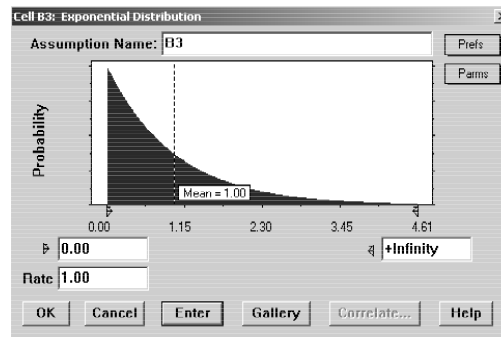 Cell B3: Exponential Distribution
Assumption Name: B3
Prefs
Parms
Probability
Mean = 1.00
0.00 1.15 2.30 3.45 4.61
0.00 +Infinity
Rate 1.00
OK Cancel Enter Gallery Correlate... Help